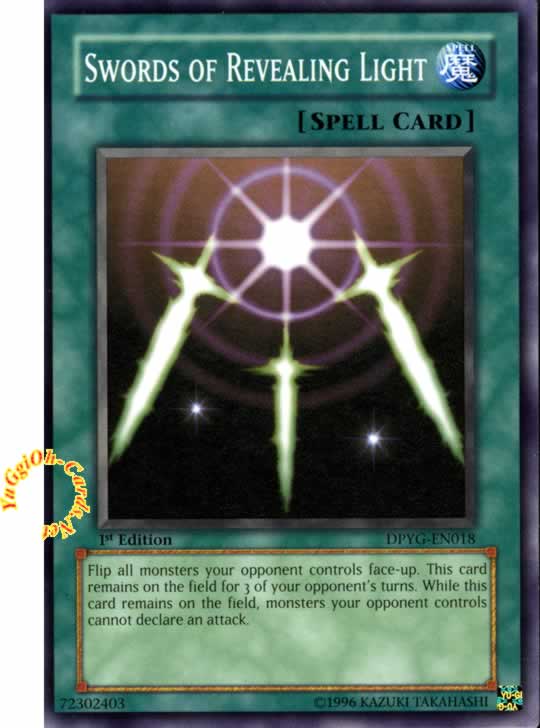 SWORDS OF REVEALING LIGHT
SPELL
魔
[SPELL CARD]
YuGgiOh-Cards.Net
1st Edition
DPYG-EN018
Flip all monsters your opponent controls face-up. This card
remains on the field for 3 of your opponent's turns. While this
card remains on the field, monsters your opponent controls
cannot declare an attack.
72302403
©1996 KAZUKI TAKAHASHI